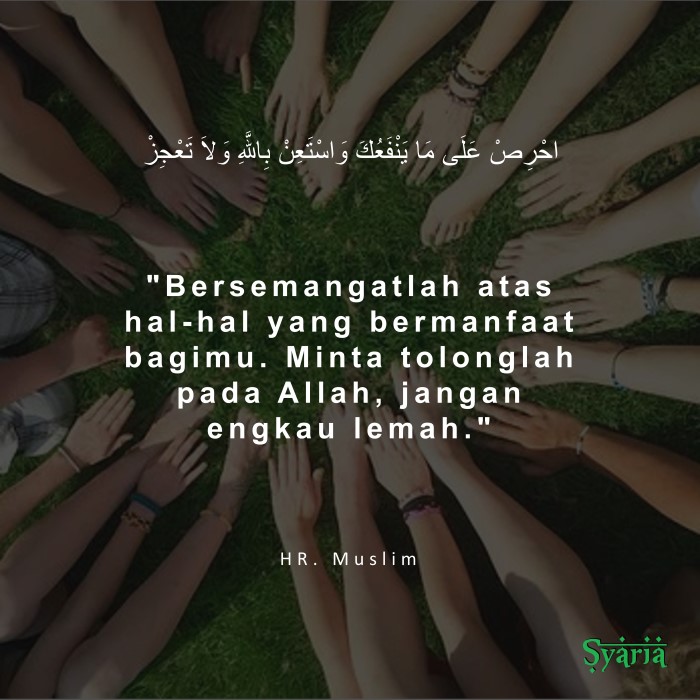 احْرِصْ عَلَى مَا يَنْفَعُكَ وَاسْتَعِنْ بِاللَّهِ وَلاَ تَعْجِزْ
"Bersemangatlah atas
hal-hal yang bermanfaat
bagimu. Minta tolonglah
pada Allah, jangan
engkau lemah."
HR. Muslim
Syaria